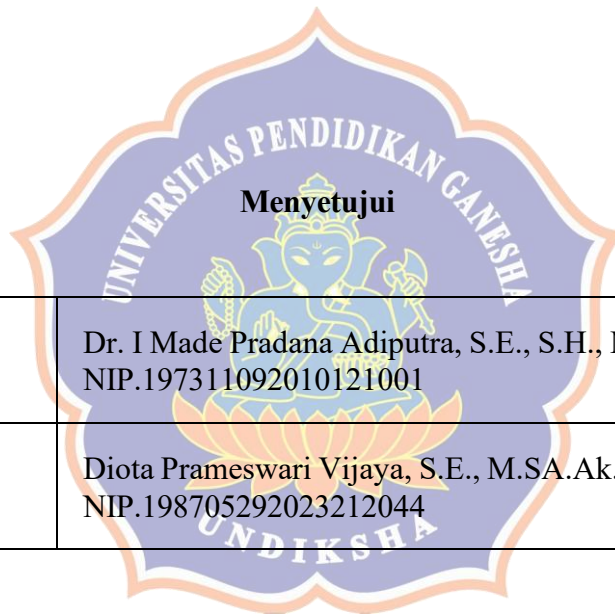 UNIVERSITAS PENDIDIKAN GANESHA
Menyetujui
Dr. I Made Pradana Adiputra, S.E., S.H.,
NIP.197311092010121001
Diota Prameswari Vijaya, S.E., M.SA.Ak.
NIP.198705292023212044
UNDIKSHA